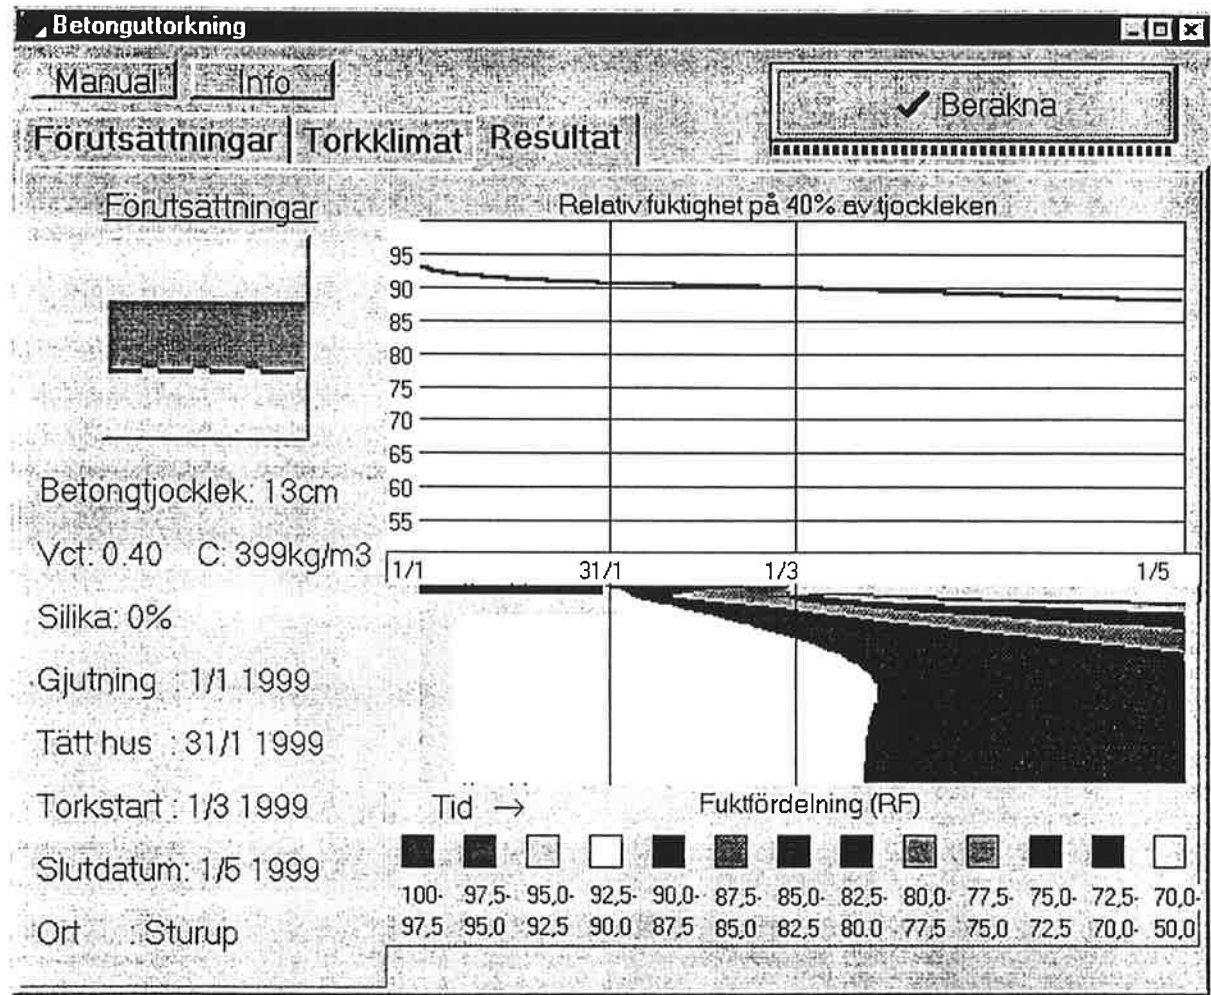 Betonguttorkning
Manual Info
✓ Beräkna
Förutsättningar Torkklimat Resultat
Förutsättningar
Relativ fuktighet på 40% av tjockleken
95
90
85
80
75
70
65
60
55
1/1 31/1 1/3 1/5
Betongtjocklek: 13cm
Vct: 0.40 C: 399kg/m3
Silika: 0%
Gjutning : 1/1 1999
Tätt hus : 31/1 1999
Torkstart : 1/3 1999
Slutdatum: 1/5 1999
Ort : Sturup
Tid → Fuktfördelning (RF)
100- 97,5- 95,0- 92,5- 90,0- 87,5- 85,0- 82,5- 80,0- 77,5- 75,0- 72,5- 70,0-
97,5 95,0 92,5 90,0 87,5 85,0 82,5 80,0 77,5 75,0 72,5 70,0- 50,0